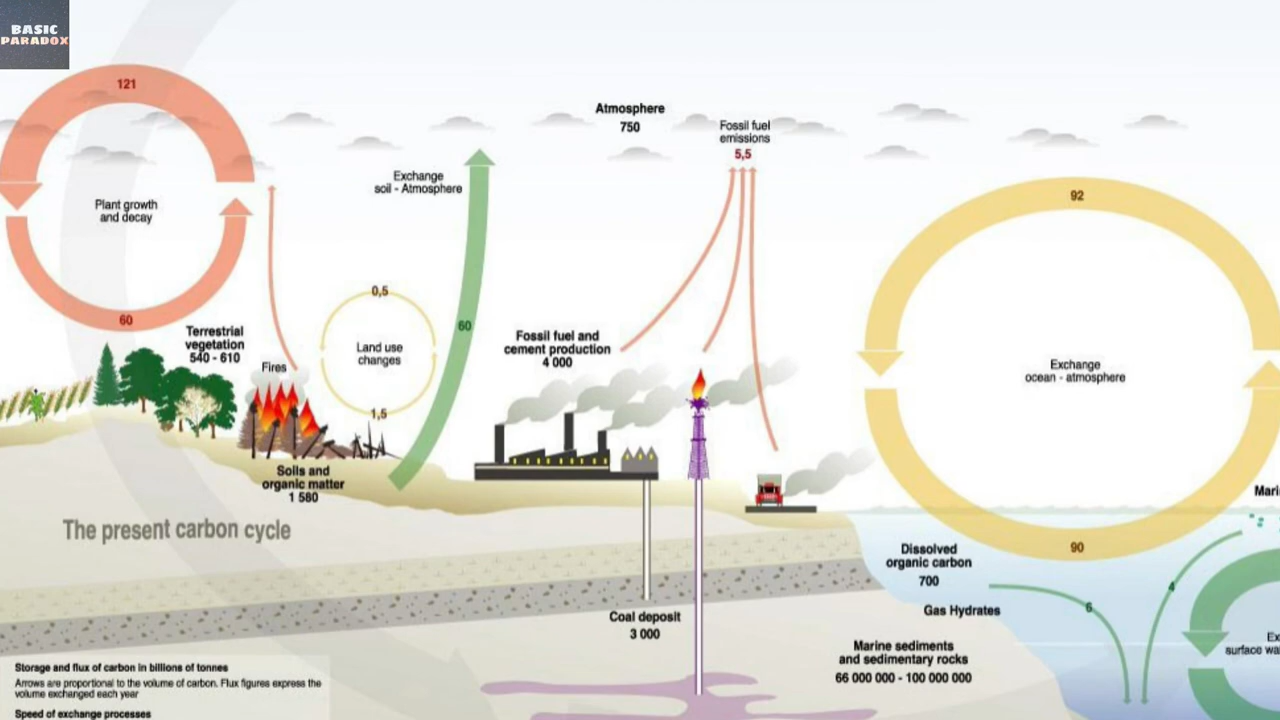 BASIC
PARADOX
121
Plant growth
and decay
60
Atmosphere
750
Fossil fuel
emissions
5,5
Exchange
soil - Atmosphere
60
92
Exchange
ocean - atmosphere
90
Terrestrial
vegetation
540 - 610
Fires
0,5
Land use
changes
1,5
Fossil fuel and
cement production
4 000
Soils and
organic matter
1 580
The present carbon cycle
Coal deposit
3 000
Dissolved
organic carbon
700
Gas Hydrates
6
4
Marine sediments
and sedimentary rocks
66 000 000 - 100 000 000
Mari
Ex
surface wa
Storage and flux of carbon in billions of tonnes
Arrows are proportional to the volume of carbon. Flux figures express the
volume exchanged each year
Speed of exchange processes